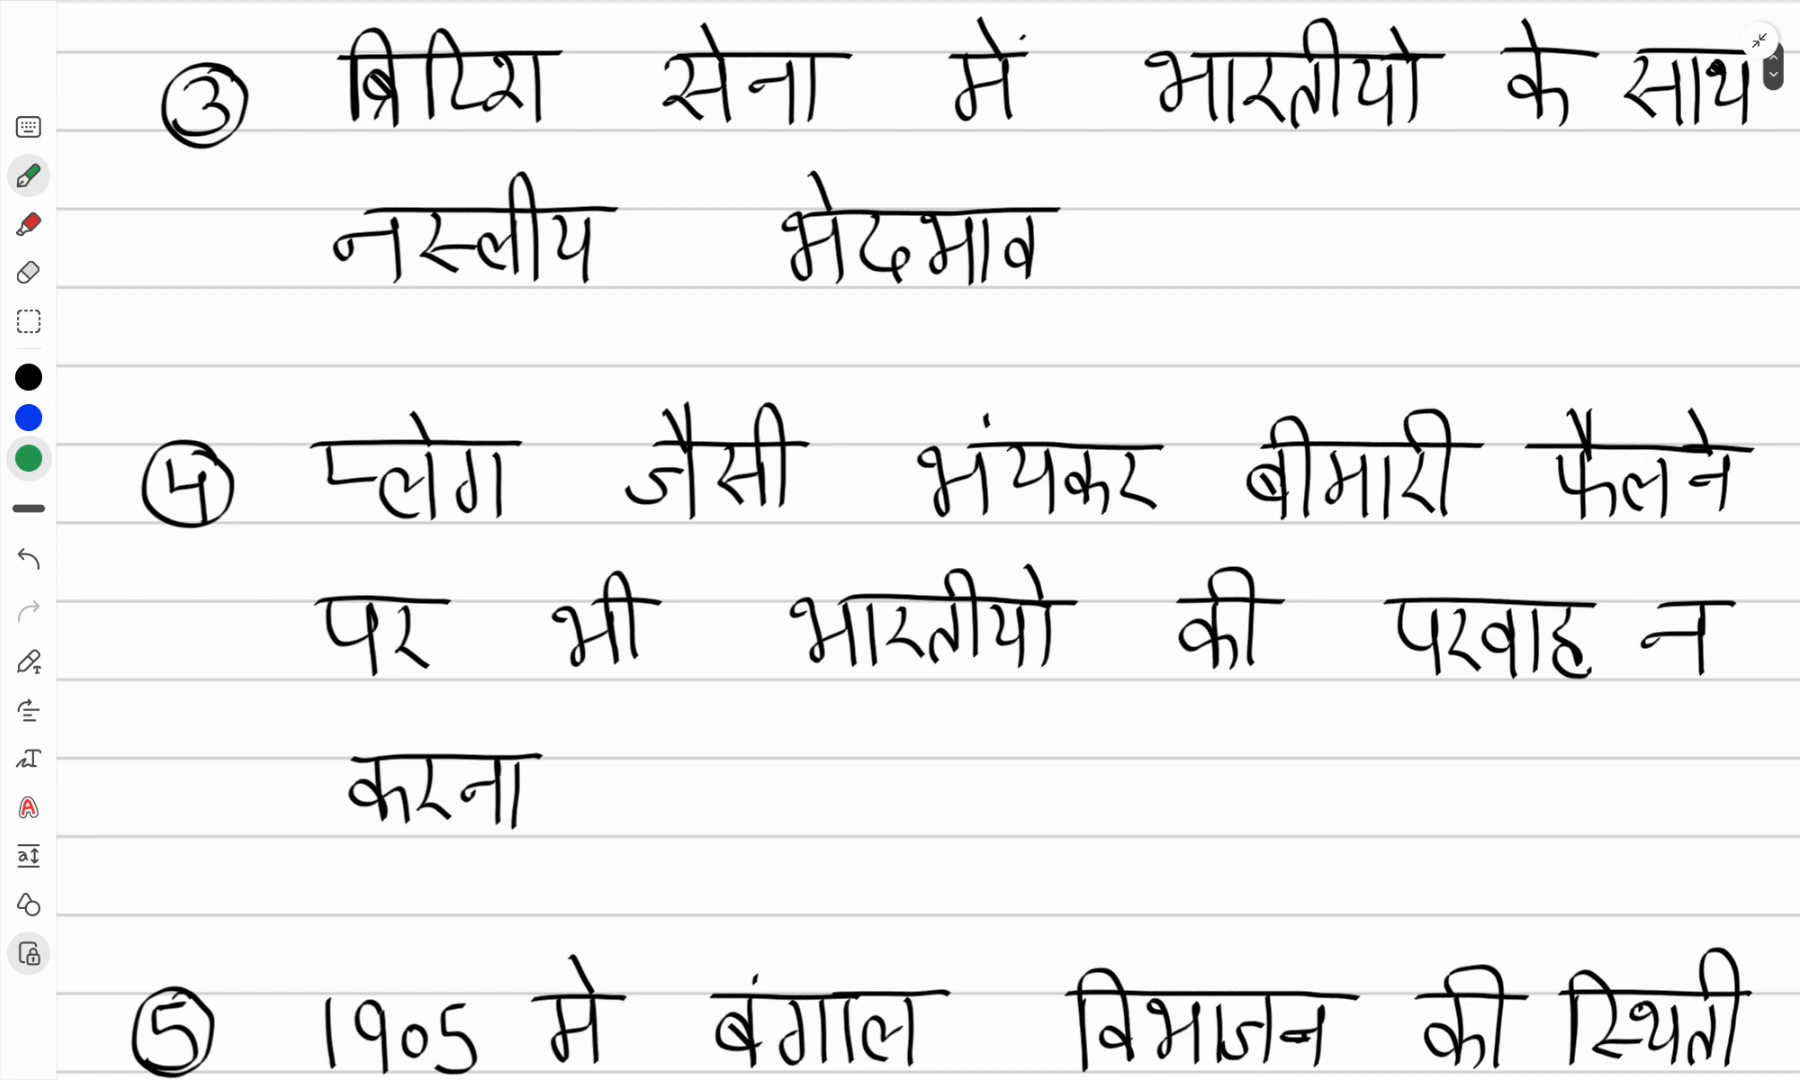 ③ ब्रिटिश सेना में भारतीयो के साथ
नस्लीय भेदभाव
④ प्लेग जैसी भंयकर बीमारी फैलने
पर भी भारतीयो की परवाह न
करना
⑤ 1905 मे बंगाल विभाजन की स्थिती